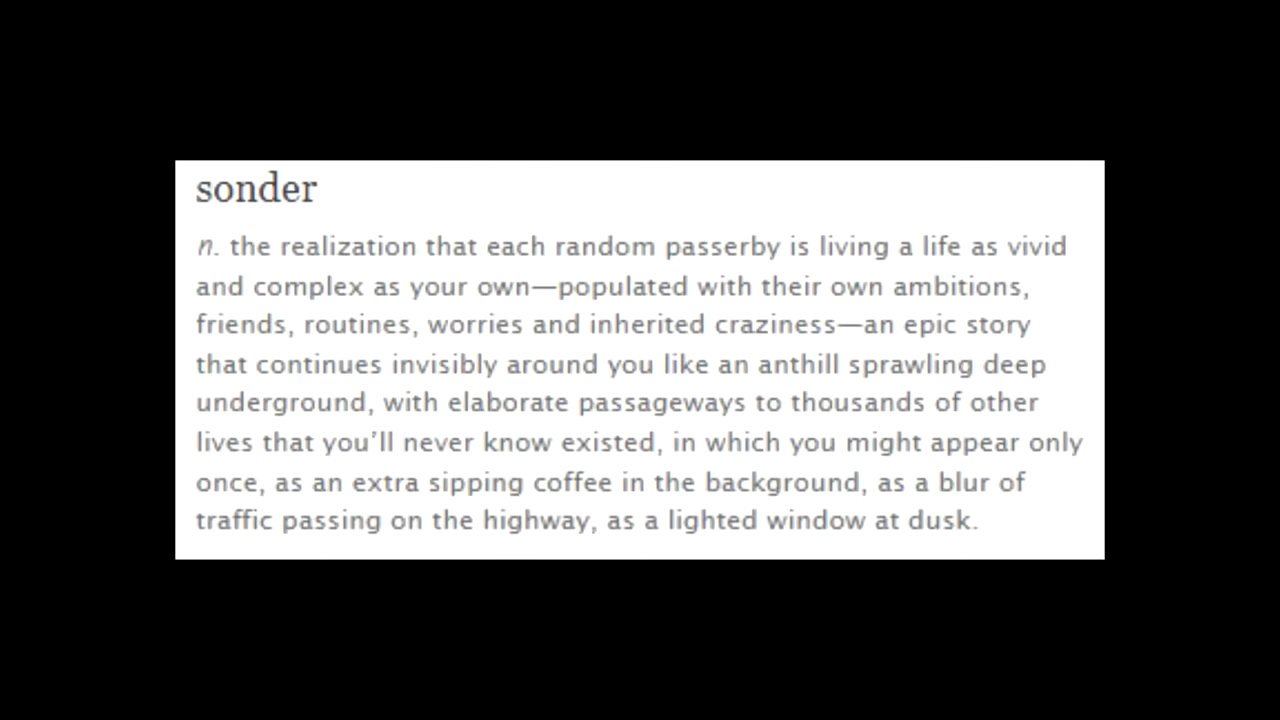 sonder
n. the realization that each random passerby is living a life as vivid
and complex as your own—populated with their own ambitions,
friends, routines, worries and inherited craziness—an epic story
that continues invisibly around you like an anthill sprawling deep
underground, with elaborate passageways to thousands of other
lives that you’ll never know existed, in which you might appear only
once, as an extra sipping coffee in the background, as a blur of
traffic passing on the highway, as a lighted window at dusk.